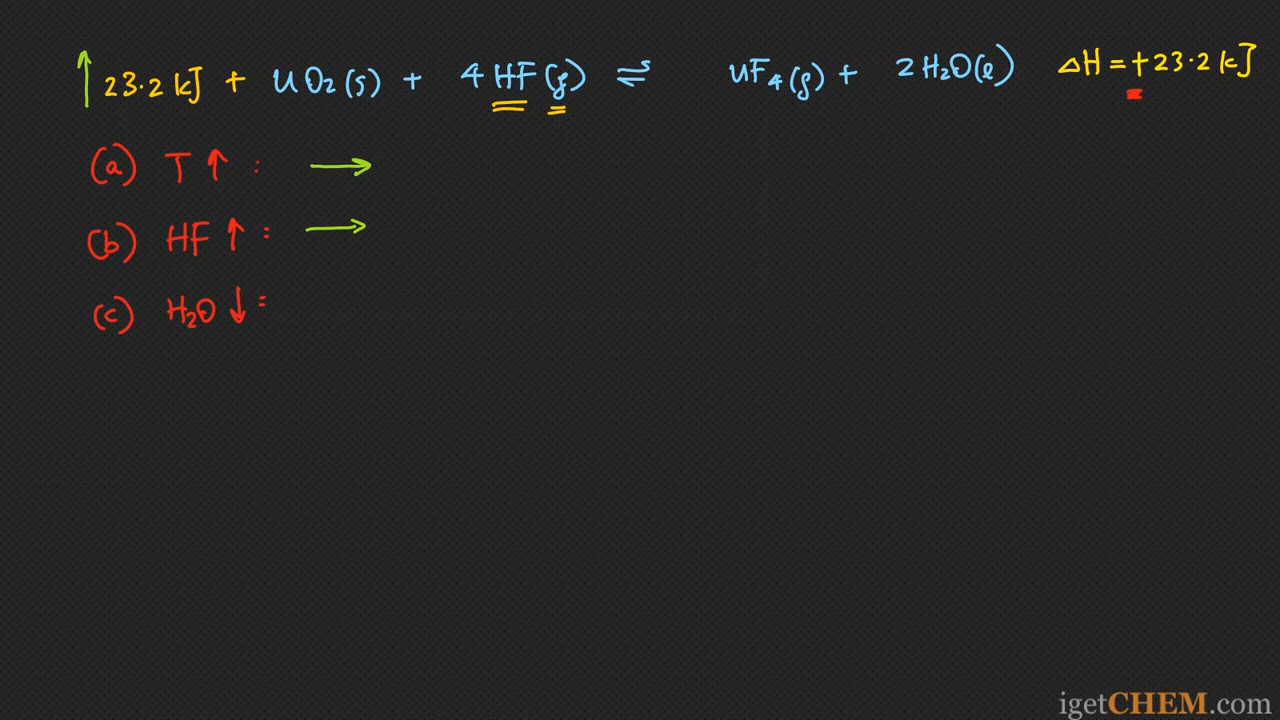 ↑ 23.2 kJ + UO₂(s) + 4 HF(g) ⇌ UF₄(g) + 2 H₂O(l) ΔH = +23.2 kJ
(a) T ↑ : →
(b) HF ↑ : →
(c) H₂O ↓ :
igetCHEM.com